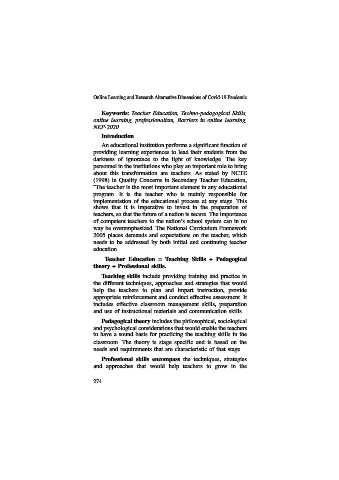 Online Learning and Research Alternative Dimensions of Covid-19 Pandemic
Keywords: Teacher Education, Techno-pedagogical Skills,
online learning, professionalism, Barriers in online learning,
NEP-2020
Introduction
An educational institution performs a significant function of
providing learning experiences to lead their students from the
darkness of ignorance to the light of knowledge. The key
personnel in the institutions who play an important role to bring
about this transformation are teachers. As stated by NCTE
(1998) in Quality Concerns in Secondary Teacher Education,
"The teacher is the most important element in any educational
program. It is the teacher who is mainly responsible for
implementation of the educational process at any stage. This
shows that it is imperative to invest in the preparation of
teachers, so that the future of a nation is secure. The importance
of competent teachers to the nation's school system can in no
way be overemphasized. The National Curriculum Framework
2005 places demands and expectations on the teacher, which
needs to be addressed by both initial and continuing teacher
education.
Teacher Education = Teaching Skills + Pedagogical
theory + Professional skills.
Teaching skills include providing training and practice in
the different techniques, approaches and strategies that would
help the teachers to plan and impart instruction, provide
appropriate reinforcement and conduct effective assessment. It
includes effective classroom management skills, preparation
and use of instructional materials and communication skills.
Pedagogical theory includes the philosophical, sociological
and psychological considerations that would enable the teachers
to have a sound basis for practicing the teaching skills in the
classroom. The theory is stage specific and is based on the
needs and requirements that are characteristic of that stage.
Professional skills encompass the techniques, strategies
and approaches that would help teachers to grow in the
274